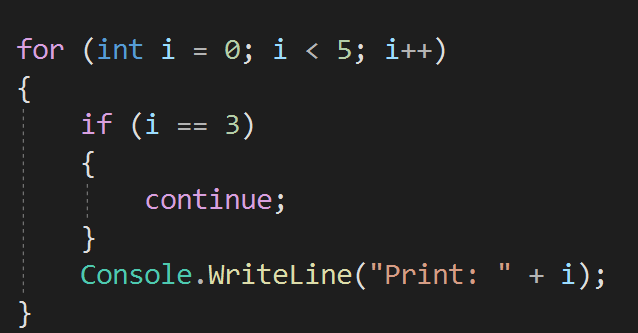 for (int i = 0; i < 5; i++)
{
    if (i == 3)
    {
        continue;
    }
    Console.WriteLine("Print: " + i);
}